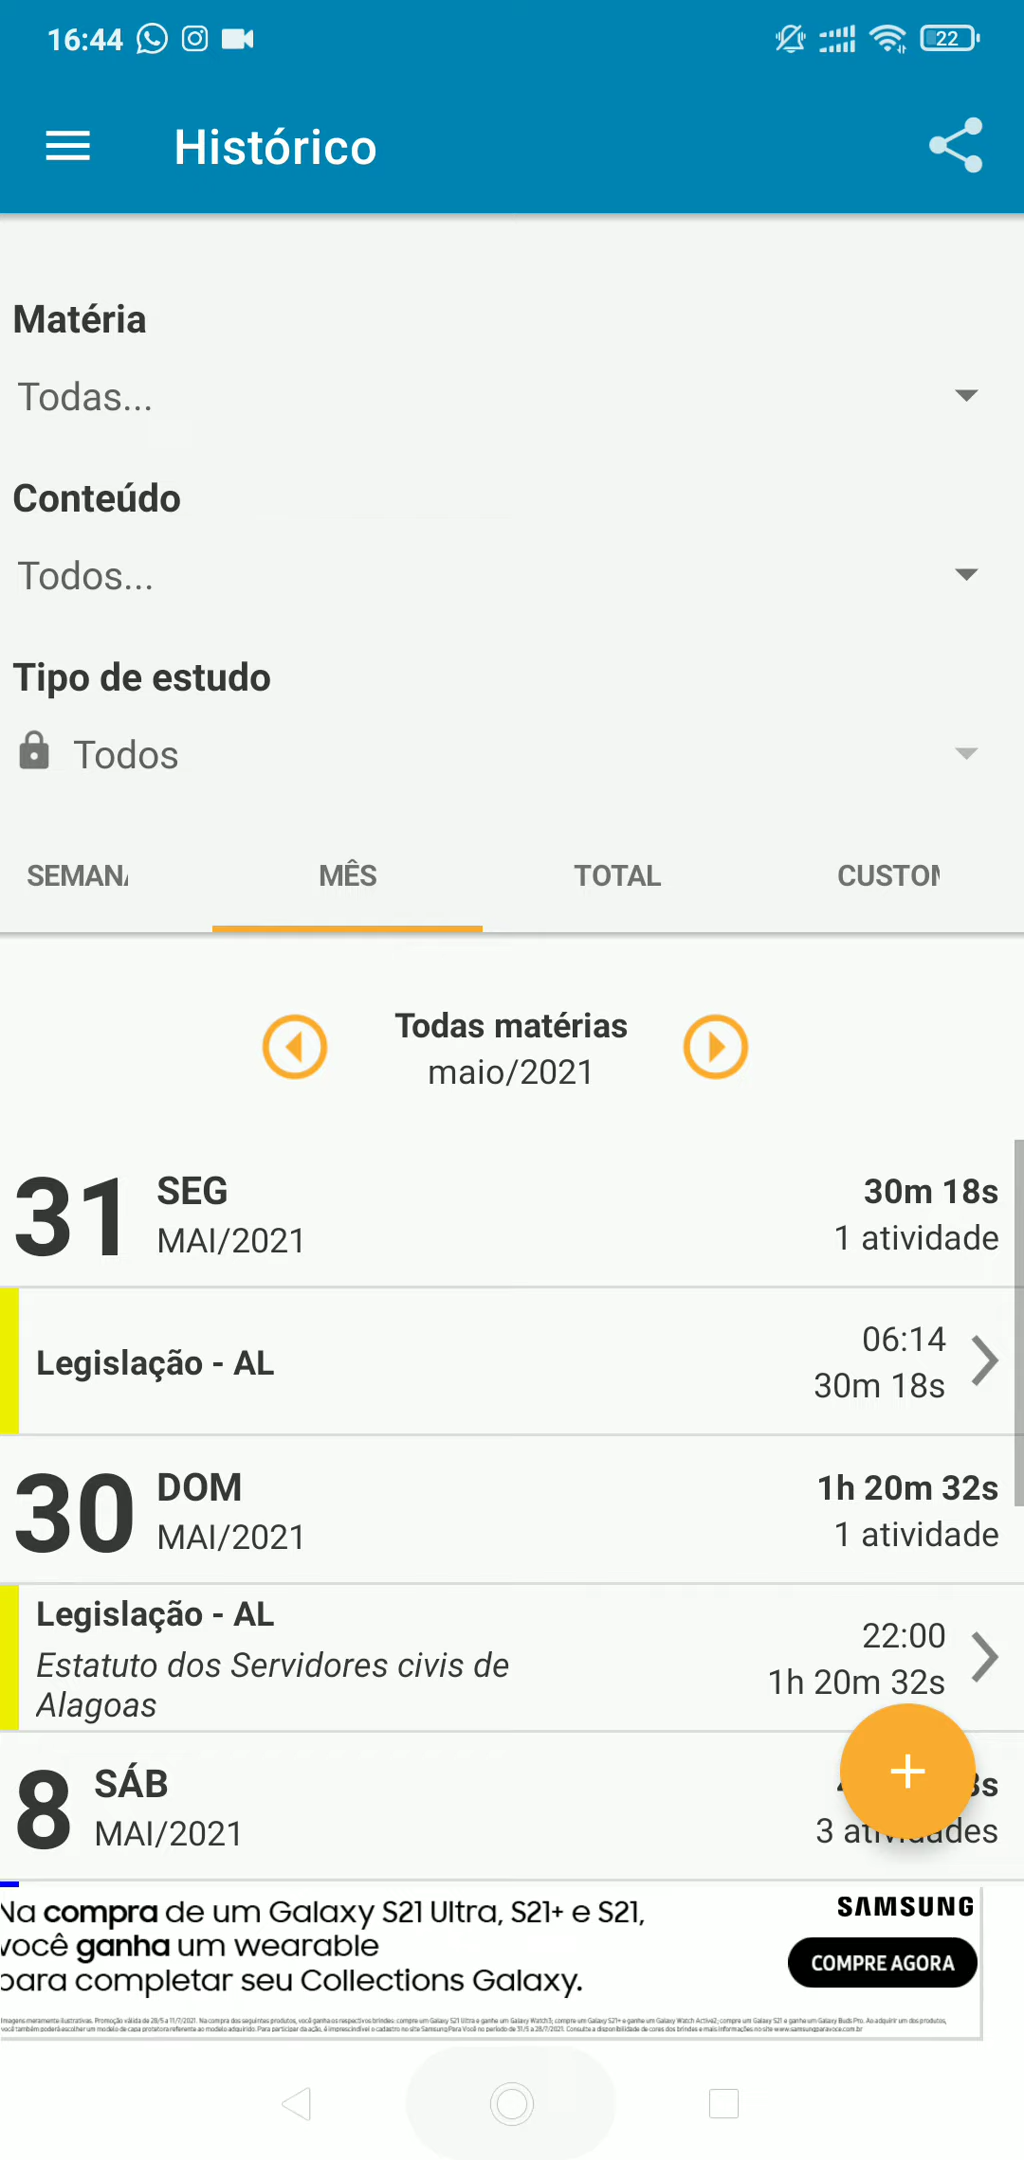 16:44
22
Histórico
Matéria
Todas...
Conteúdo
Todos...
Tipo de estudo
Todos
SEMANA
MÊS
TOTAL
CUSTOM
Todas matérias
maio/2021
31 SEG
MAI/2021
30m 18s
1 atividade
Legislação - AL
06:14
30m 18s
30 DOM
MAI/2021
1h 20m 32s
1 atividade
Legislação - AL
Estatuto dos Servidores civis de
Alagoas
22:00
1h 20m 32s
8 SÁB
MAI/2021
3 atividades
Na compra de um Galaxy S21 Ultra, S21+ e S21,
você ganha um wearable
para completar seu Collections Galaxy.
SAMSUNG
COMPRE AGORA